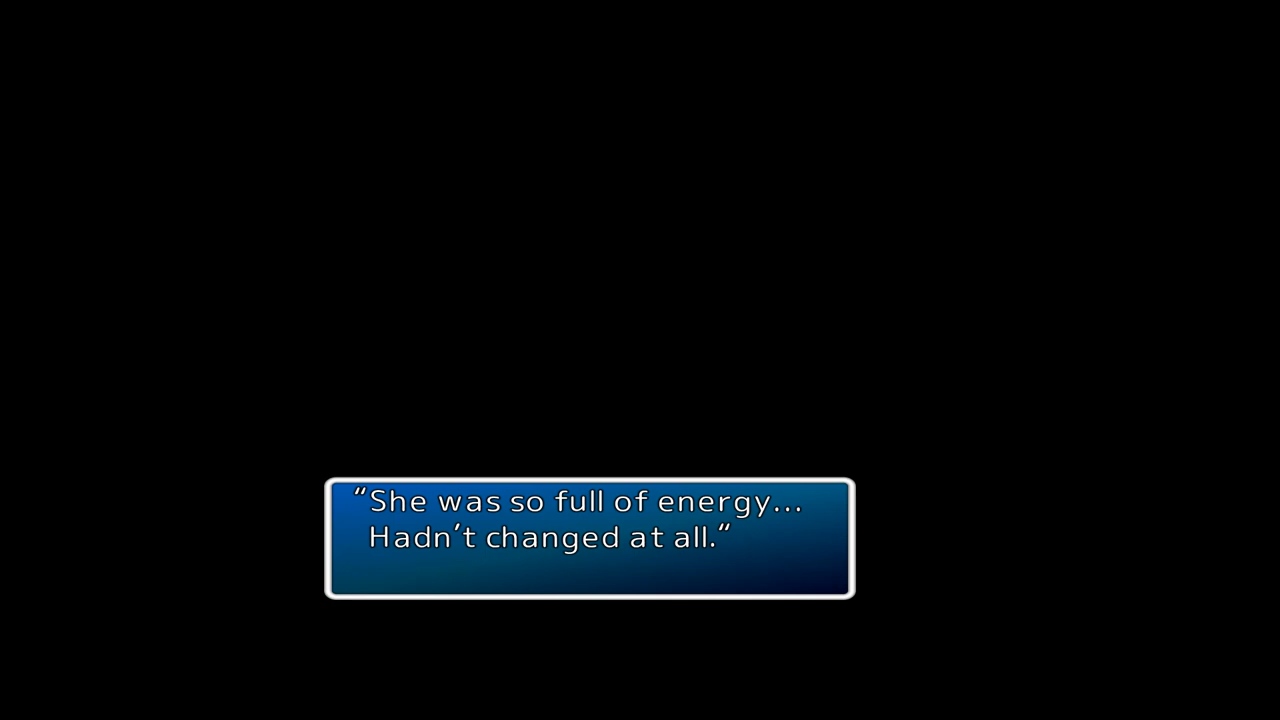 “She was so full of energy...
Hadn’t changed at all.“